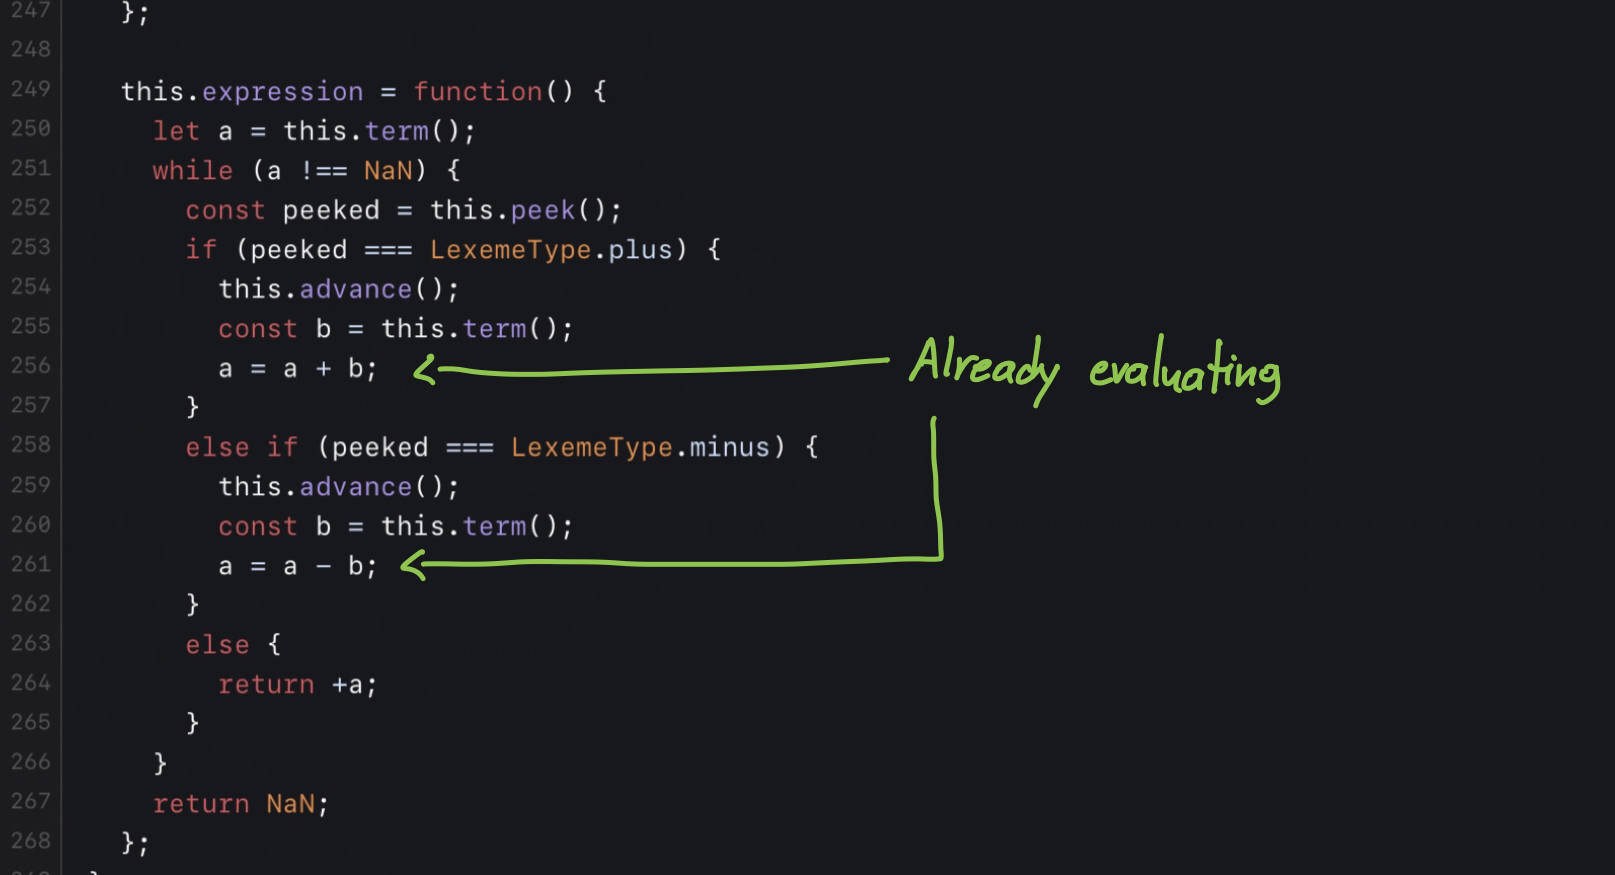 247 };
248
249 this.expression = function() {
250 let a = this.term();
251 while (a !== NaN) {
252 const peeked = this.peek();
253 if (peeked === LexemeType.plus) {
254 this.advance();
255 const b = this.term();
256 a = a + b;
Already evaluating
257 }
258 else if (peeked === LexemeType.minus) {
259 this.advance();
260 const b = this.term();
261 a = a - b;
262 }
263 else {
264 return +a;
265 }
266 }
267 return NaN;
268 };